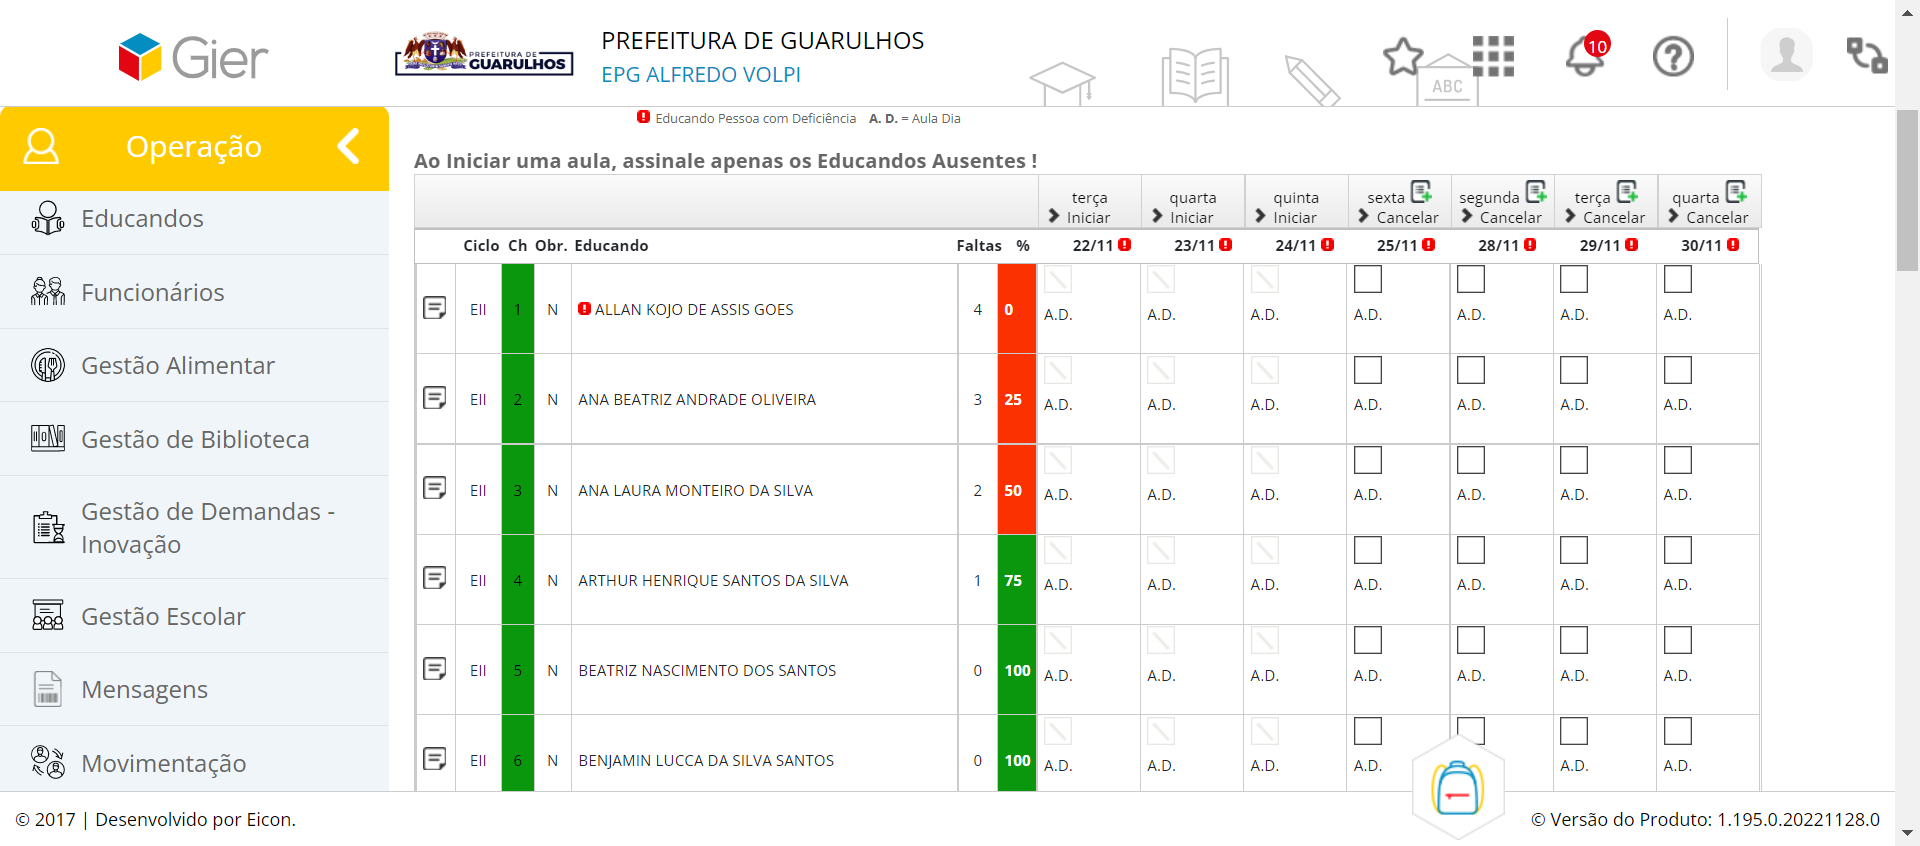 Gier
PREFEITURA DE
GUARULHOS
PREFEITURA DE GUARULHOS
EPG ALFREDO VOLPI
ABC
10
Operação
Educandos
Funcionários
Gestão Alimentar
Gestão de Biblioteca
Gestão de Demandas -
Inovação
Gestão Escolar
Mensagens
Movimentação
Educando Pessoa com Deficiência A. D. = Aula Dia
Ao Iniciar uma aula, assinale apenas os Educandos Ausentes !
terça quarta quinta sexta segunda terça quarta
Iniciar Iniciar Iniciar Cancelar Cancelar Cancelar Cancelar
Ciclo Ch Obr. Educando Faltas % 22/11 23/11 24/11 25/11 28/11 29/11 30/11
EII 1 N ALLAN KOJO DE ASSIS GOES 4 0 A.D. A.D. A.D. A.D. A.D. A.D. A.D.
EII 2 N ANA BEATRIZ ANDRADE OLIVEIRA 3 25 A.D. A.D. A.D. A.D. A.D. A.D. A.D.
EII 3 N ANA LAURA MONTEIRO DA SILVA 2 50 A.D. A.D. A.D. A.D. A.D. A.D. A.D.
EII 4 N ARTHUR HENRIQUE SANTOS DA SILVA 1 75 A.D. A.D. A.D. A.D. A.D. A.D. A.D.
EII 5 N BEATRIZ NASCIMENTO DOS SANTOS 0 100 A.D. A.D. A.D. A.D. A.D. A.D. A.D.
EII 6 N BENJAMIN LUCCA DA SILVA SANTOS 0 100 A.D. A.D. A.D. A.D. A.D. A.D.
© 2017 | Desenvolvido por Eicon.
© Versão do Produto: 1.195.0.20221128.0